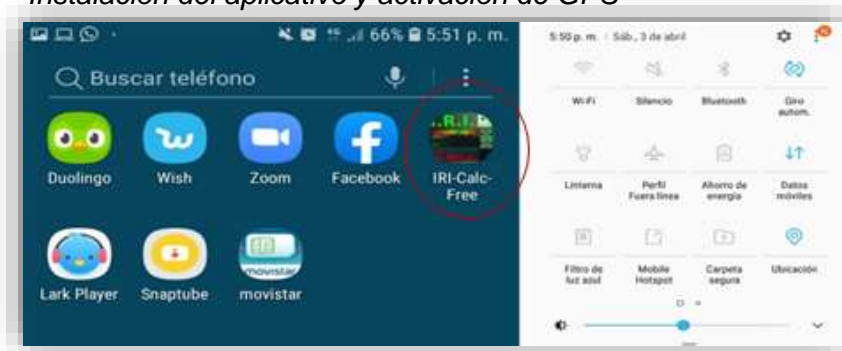 Instalación del aplicativo y activación de GPS
66% 5:51 p. m.
Buscar teléfono
Duolingo Wish Zoom Facebook IRI-Calc-
Free
Lark Player Snaptube movistar
5:50 p. m. Sáb., 3 de abril
Wi-Fi Silencio Bluetooth Giro
autom.
Linterna Perfil
Fuera línea
Ahorro de
energía
Datos
móviles
Filtro de
luz azul
Mobile
Hotspot
Carpeta
segura
Ubicación